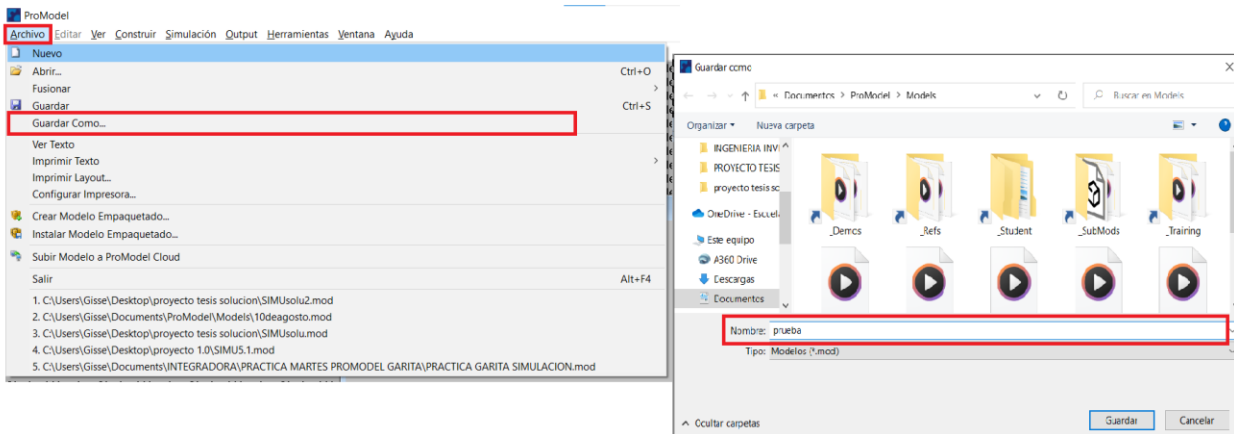 ProModel
Archivo Editar Ver Construir Simulación Output Herramientas Ventana Ayuda
Nuevo
Abrir... Ctrl+O
Fusionar
Guardar Ctrl+S
Guardar Como...
Ver Texto
Imprimir Texto
Imprimir Layout...
Configurar Impresora...
Crear Modelo Empaquetado...
Instalar Modelo Empaquetado...
Subir Modelo a ProModel Cloud
Salir Alt+F4
1. C:\Users\Gisse\Desktop\proyecto tesis solucion\SIMUsolu2.mod
2. C:\Users\Gisse\Documents\ProModel\Models\10deagosto.mod
3. C:\Users\Gisse\Desktop\proyecto tesis solucion\SIMUsolu.mod
4. C:\Users\Gisse\Desktop\proyecto 1.0\SIMU5.1.mod
5. C:\Users\Gisse\Documents\INTEGRADORA\PRACTICA MARTES PROMODEL GARITA\PRACTICA GARITA SIMULACION.mod
Guardar como
« Documentos > ProModel > Models
Buscar en Models
Organizar Nueva carpeta
INGENIERIA INV
PROYECTO TESIS
proyecto tesis sc
OneDrive - Escuela
Este equipo
A360 Drive
Descargas
Documentos
_Demos _Refs _Student _SubMods _Training
Nombre: prueba
Tipo: Modelos (*.mod)
Ocultar carpetas
Guardar Cancelar